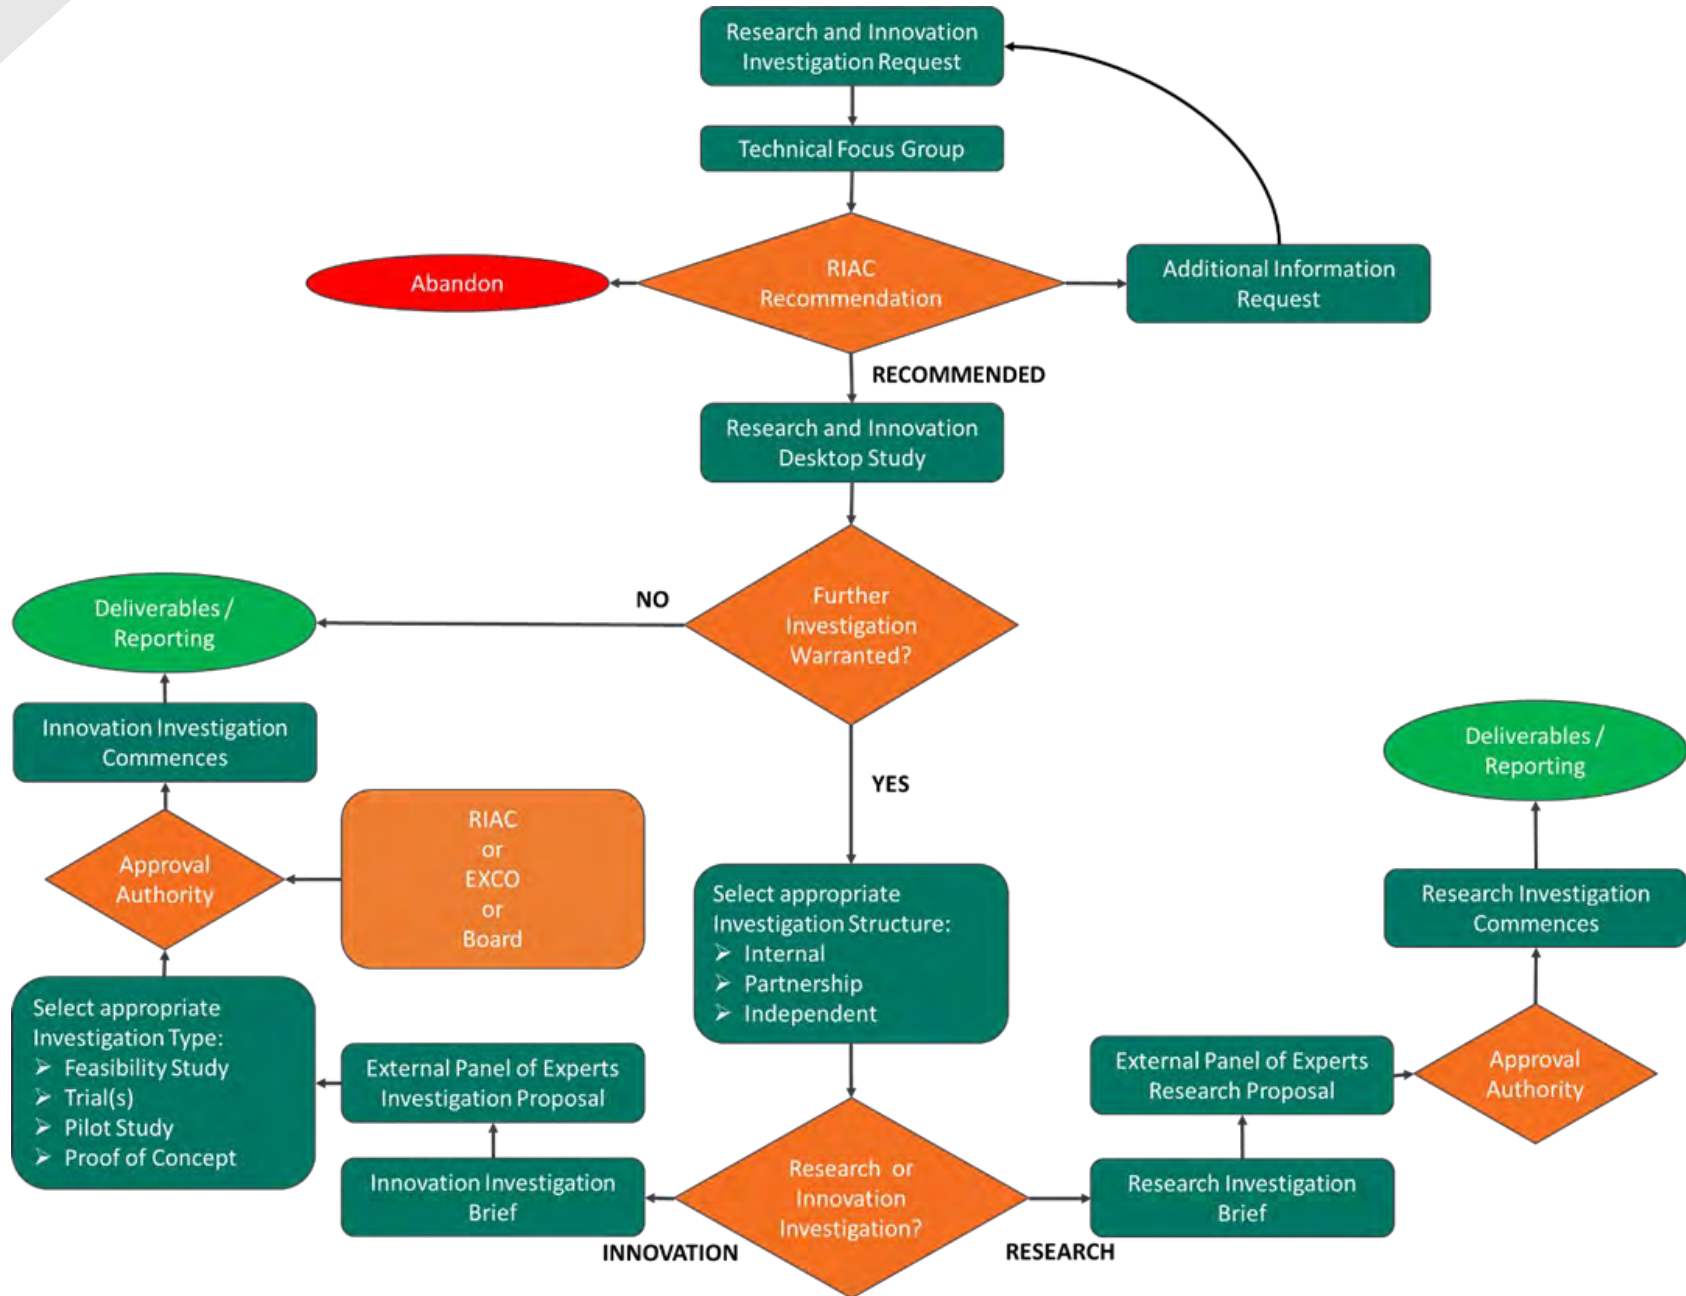 Research and Innovation
Investigation Request
Technical Focus Group
RIAC
Recommendation
Abandon
Additional Information
Request
RECOMMENDED
Research and Innovation
Desktop Study
Further
Investigation
Warranted?
NO
Deliverables /
Reporting
Innovation Investigation
Commences
YES
Approval
Authority
RIAC
or
EXCO
or
Board
Select appropriate
Investigation Structure:
➢ Internal
➢ Partnership
➢ Independent
Select appropriate
Investigation Type:
➢ Feasibility Study
➢ Trial(s)
➢ Pilot Study
➢ Proof of Concept
External Panel of Experts
Investigation Proposal
Innovation Investigation
Brief
Research or
Innovation
Investigation?
INNOVATION
RESEARCH
Research Investigation
Brief
External Panel of Experts
Research Proposal
Approval
Authority
Research Investigation
Commences
Deliverables /
Reporting